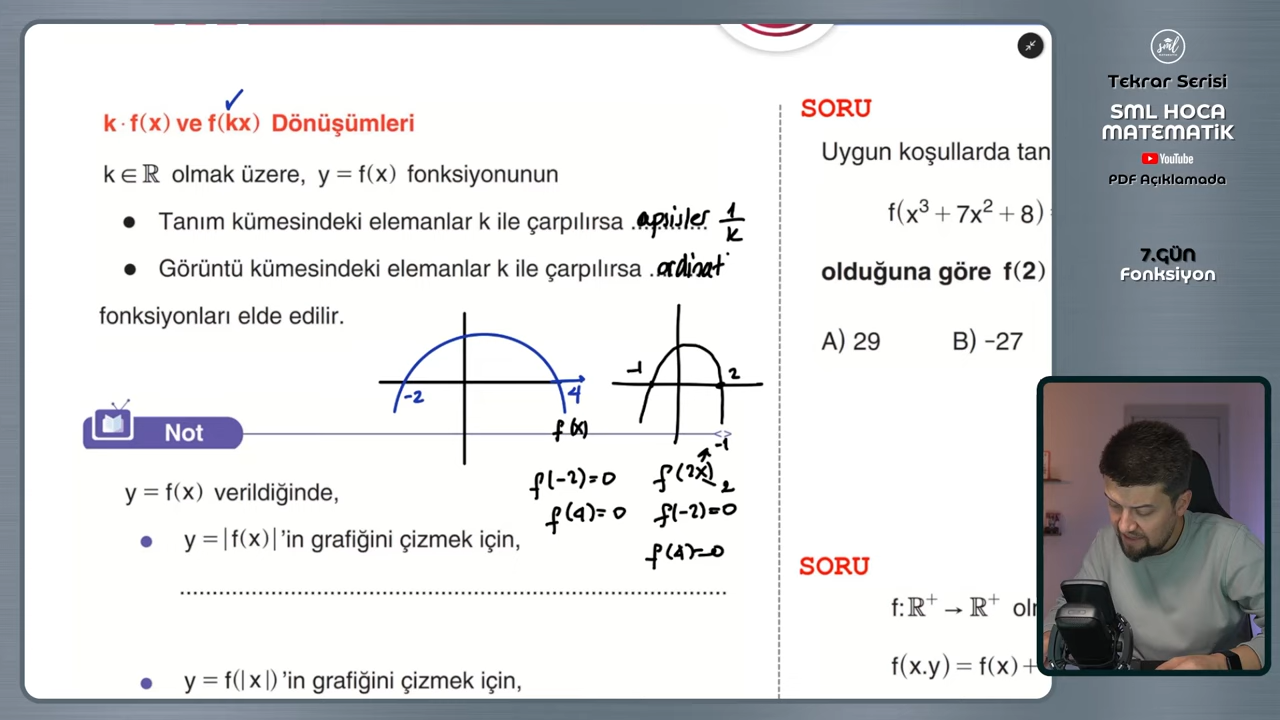 k · f(x) ve f(kx) Dönüşümleri
k ∈ ℝ olmak üzere, y = f(x) fonksiyonunun
● Tanım kümesindeki elemanlar k ile çarpılırsa apsisler 1/k
● Görüntü kümesindeki elemanlar k ile çarpılırsa ordinat
fonksiyonları elde edilir.
-2
4
f(x)
-1
2
-1
f(-2)=0
f(2x)
2
f(4)=0
f(-2)=0
f(4)=0
Not
y = f(x) verildiğinde,
● y = |f(x)|'in grafiğini çizmek için,
● y = f(|x|)'in grafiğini çizmek için,
SORU
Uygun koşullarda tan
f(x³ + 7x² + 8) =
olduğuna göre f(2)
A) 29 B) -27
SORU
f: ℝ⁺ → ℝ⁺ olm
f(x.y) = f(x) +
sml
Tekrar Serisi
SML HOCA
MATEMATİK
YouTube
PDF Açıklamada
7.GÜN
Fonksiyon